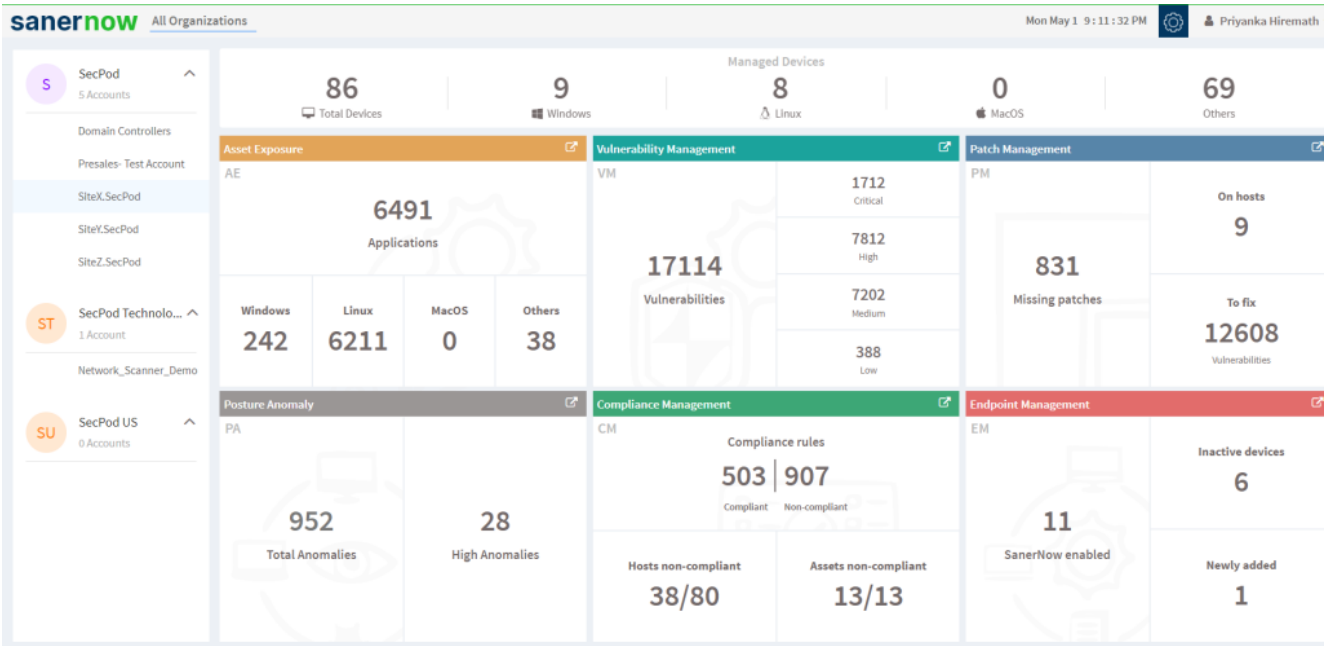 sanernow All Organizations Mon May 1 9:11:32 PM Priyanka Hiremath
S
SecPod
5 Accounts
Domain Controllers
Presales- Test Account
SIteX.SecPod
SiteY.SecPod
SiteZ.SecPod
ST
SecPod Technolo...
1 Account
Network_Scanner_Demo
SU
SecPod US
0 Accounts
Managed Devices
86 9 8 0 69
Total Devices Windows Linux MacOS Others
Asset Exposure
AE
6491
Applications
Windows Linux MacOS Others
242 6211 0 38
Vulnerability Management
VM
17114
Vulnerabilities
1712
Critical
7812
High
7202
Medium
388
Low
Patch Management
PM
831
Missing patches
On hosts
9
To fix
12608
Vulnerabilities
Posture Anomaly
PA
952
Total Anomalies
28
High Anomalies
Compliance Management
CM
Compliance rules
503 907
Compliant Non-compliant
Hosts non-compliant Assets non-compliant
38/80 13/13
Endpoint Management
EM
11
SanerNow enabled
Inactive devices
6
Newly added
1